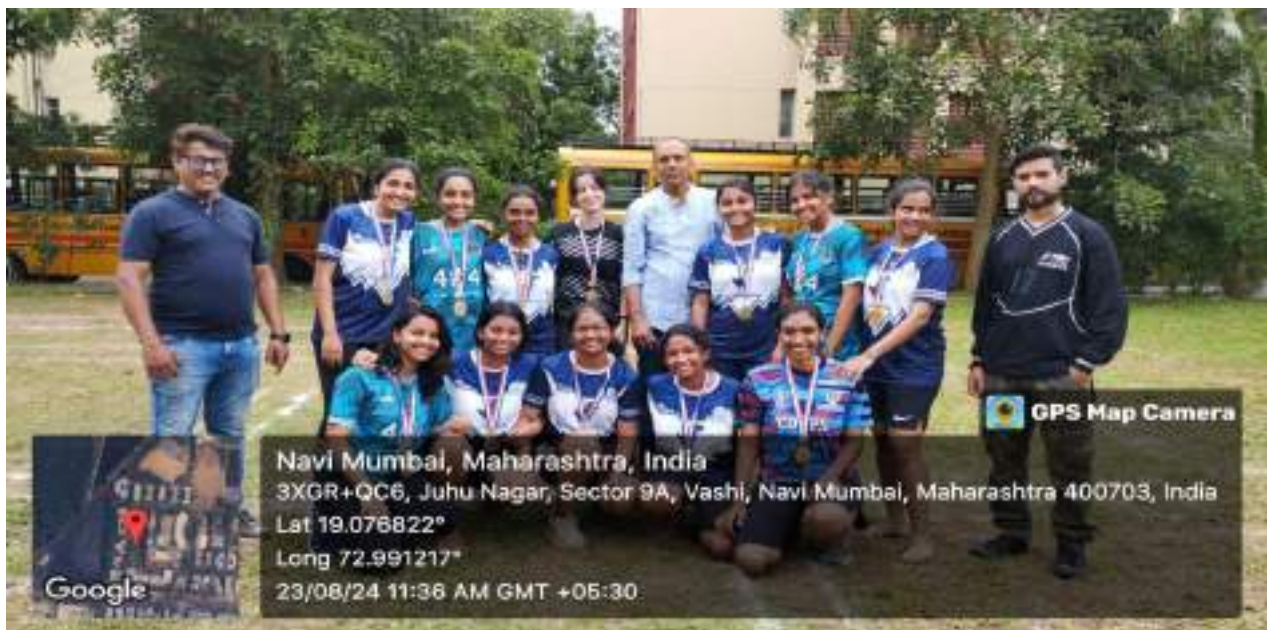 GPS Map Camera
Navi Mumbai, Maharashtra, India
3XGR+QC6, Juhu Nagar, Sector 9A, Vashi, Navi Mumbai, Maharashtra 400703, India
Lat 19.076822°
Long 72.991217°
23/08/24 11:36 AM GMT +05:30
Google